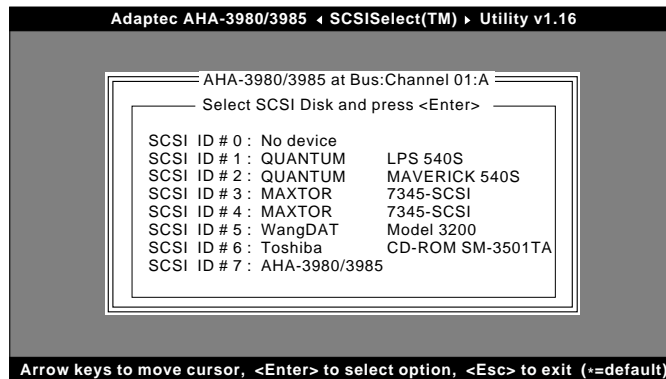 Adaptec AHA-3980/3985 ◂ SCSISelect(TM) ▸ Utility v1.16
AHA-3980/3985 at Bus:Channel 01:A
Select SCSI Disk and press <Enter>
SCSI ID # 0 : No device
SCSI ID # 1 : QUANTUM LPS 540S
SCSI ID # 2 : QUANTUM MAVERICK 540S
SCSI ID # 3 : MAXTOR 7345-SCSI
SCSI ID # 4 : MAXTOR 7345-SCSI
SCSI ID # 5 : WangDAT Model 3200
SCSI ID # 6 : Toshiba CD-ROM SM-3501TA
SCSI ID # 7 : AHA-3980/3985
Arrow keys to move cursor, <Enter> to select option, <Esc> to exit (*=default)